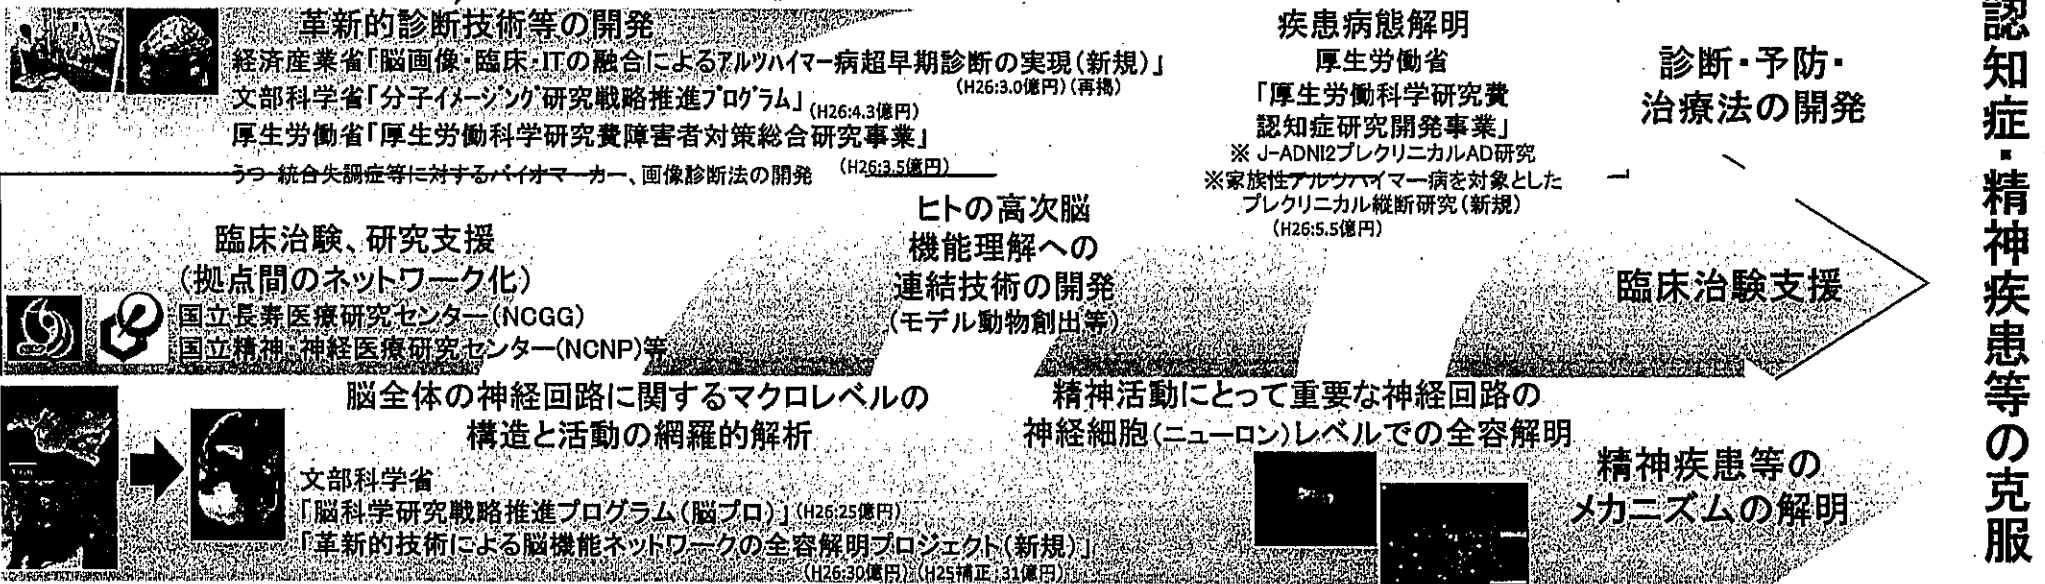 革新的診断技術等の開発
経済産業省「脳画像・臨床・ITの融合によるアルツハイマー病超早期診断の実現(新規)」
(H26:3.0億円)(再掲)
文部科学省「分子イメージング研究戦略推進プログラム」(H26:4.3億円)
厚生労働省「厚生労働科学研究費障害者対策総合研究事業」
うつ・統合失調症等に対するバイオマーカー、画像診断法の開発 (H26:3.5億円)
疾患病態解明
厚生労働省
「厚生労働科学研究費
認知症研究開発事業」
※ J-ADNI2プレクリニカルAD研究
※家族性アルツハイマー病を対象とした
プレクリニカル縦断研究(新規)
(H26:5.5億円)
診断・予防・
治療法の開発
臨床治験、研究支援
(拠点間のネットワーク化)
国立長寿医療研究センター(NCGG)
国立精神・神経医療研究センター(NCNP)等
ヒトの高次脳
機能理解への
連結技術の開発
(モデル動物創出等)
臨床治験支援
脳全体の神経回路に関するマクロレベルの
構造と活動の網羅的解析
文部科学省
「脳科学研究戦略推進プログラム(脳プロ)」(H26:25億円)
「革新的技術による脳機能ネットワークの全容解明プロジェクト(新規)」
(H26:30億円)(H25補正:31億円)
精神活動にとって重要な神経回路の
神経細胞(ニューロン)レベルでの全容解明
精神疾患等の
メカニズムの解明
認知症・精神疾患等の克服